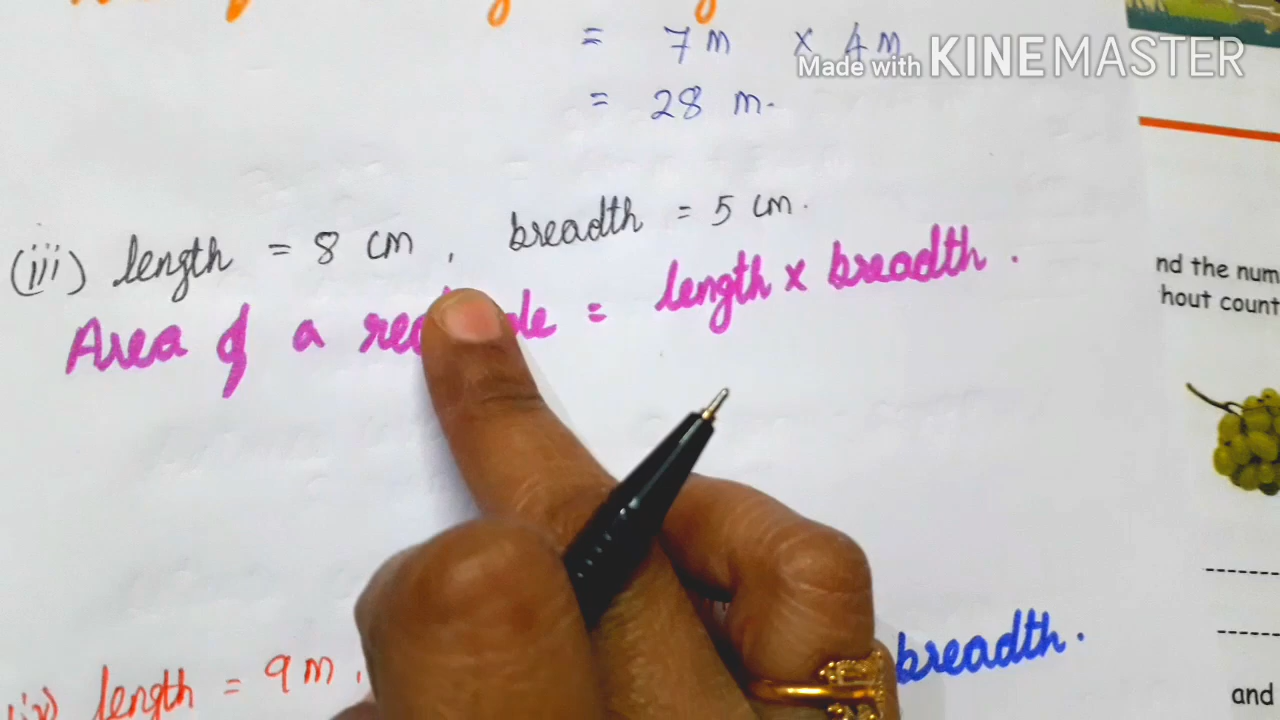 = 7 m x 4 m
Made with KINEMASTER
= 28 m.
(iii) length = 8 cm, breadth = 5 cm.
Area of a = length x breadth.
nd the num
hout count
breadth.
length = 9 m,
and